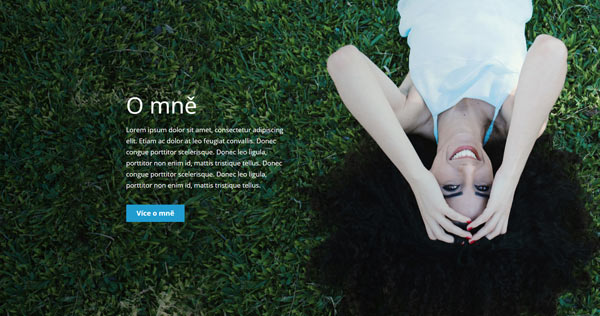 O mně
Lorem ipsum dolor sit amet, consectetur adipiscing
elit. Etiam ac dolor at leo feugiat convallis. Donec
congue porttitor scelerisque. Donec leo ligula,
porttitor non enim id, mattis tristique tellus. Donec
congue porttitor scelerisque. Donec leo ligula,
porttitor non enim id, mattis tristique tellus.
Více o mně